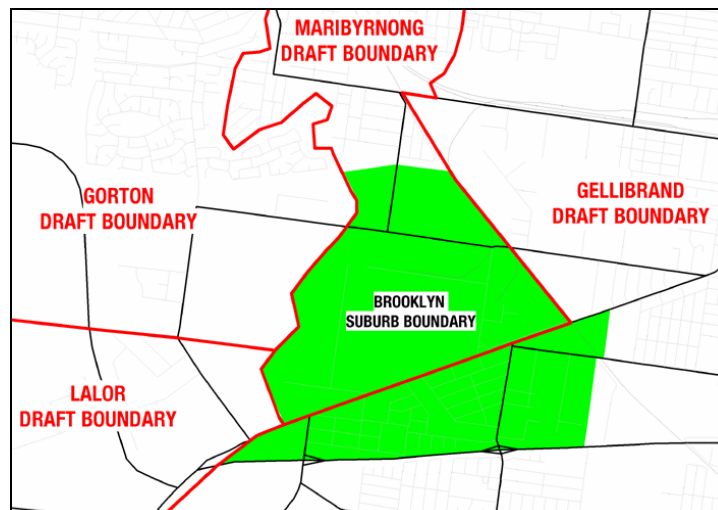 MARIBYRNONG
DRAFT BOUNDARY
GORTON
DRAFT BOUNDARY
GELLIBRAND
DRAFT BOUNDARY
BROOKLYN
SUBURB BOUNDARY
LALOR
DRAFT BOUNDARY